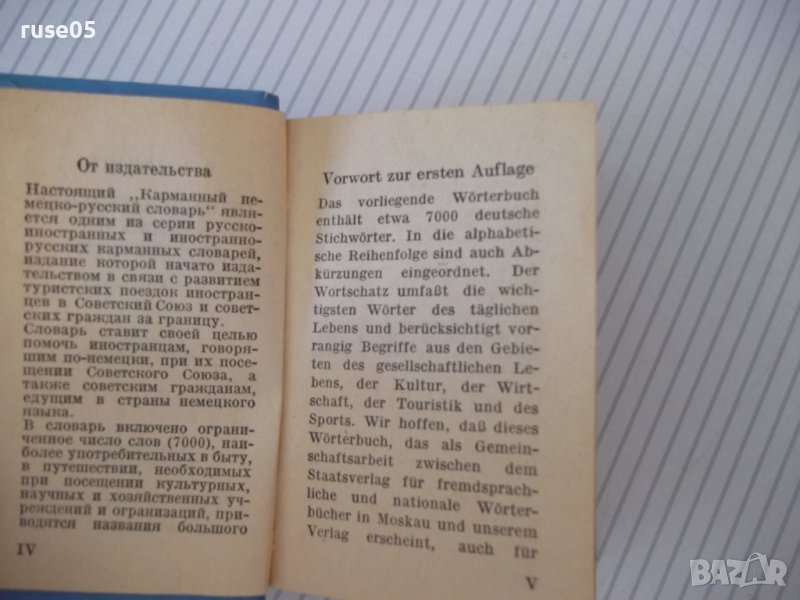 ruse05
От издательства
Настоящий „Карманный не-
мецко-русский словарь“ явля-
ется одним из серии русско-
иностранных и иностранно-
русских карманных словарей,
издание которой начато изда-
тельством в связи с развитием
туристских поездок иностран-
цев в Советский Союз и совет-
ских граждан за границу.
Словарь ставит своей целью
помочь иностранцам, говоря-
щим по-немецки, при их посе-
щении Советского Союза, а
также советским гражданам,
едущим в страны немецкого
языка.
В словарь включено ограни-
ченное число слов (7000), наи-
более употребительных в быту,
в путешествии, необходимых
при посещении культурных,
научных и хозяйственных уч-
реждений и организаций, при-
водятся названия большого
IV
Vorwort zur ersten Auflage
Das vorliegende Wörterbuch
enthält etwa 7000 deutsche
Stichwörter. In die alphabeti-
sche Reihenfolge sind auch Ab-
kürzungen eingeordnet. Der
Wortschatz umfaßt die wich-
tigsten Wörter des täglichen
Lebens und berücksichtigt vor-
rangig Begriffe aus den Gebie-
ten des gesellschaftlichen Le-
bens, der Kultur, der Wirt-
schaft, der Touristik und des
Sports. Wir hoffen, daß dieses
Wörterbuch, das als Gemein-
schaftsarbeit zwischen dem
Staatsverlag für fremdsprach-
liche und nationale Wörter-
bücher in Moskau und unserem
Verlag erscheint, auch für
V
BAZAR